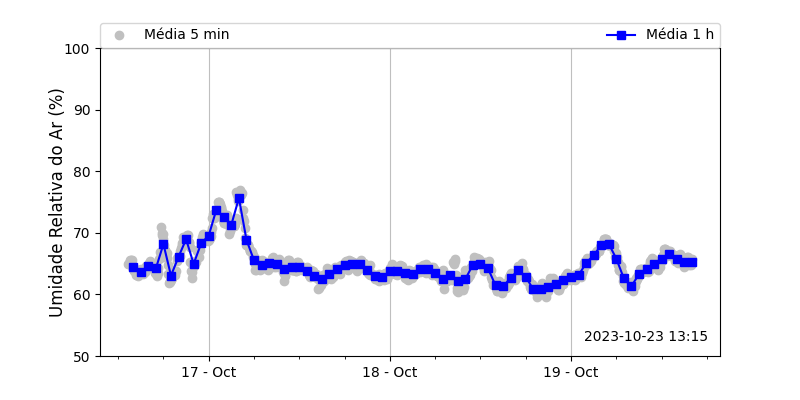 Média 5 min
Média 1 h
Umidade Relativa do Ar (%)
100
90
80
70
60
50
2023-10-23 13:15
17 - Oct
18 - Oct
19 - Oct